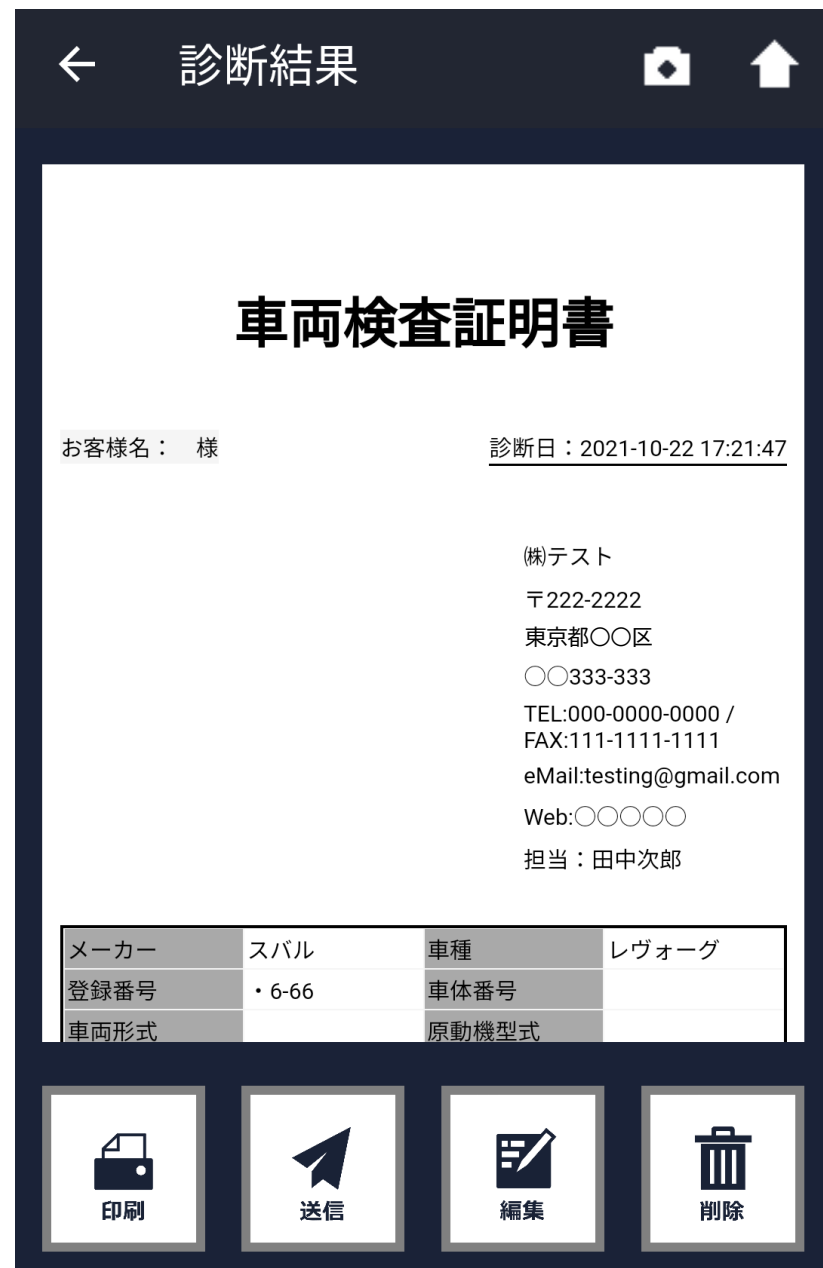 診断結果
車両検査証明書
お客様名：　様
診断日：2021-10-22 17:21:47
㈱テスト
〒222-2222
東京都〇〇区
○○333-333
TEL:000-0000-0000 /
FAX:111-1111-1111
eMail:testing@gmail.com
Web:○○○○○
担当：田中次郎
メーカー スバル 車種 レヴォーグ
登録番号 ・6-66 車体番号
車両形式 原動機型式
印刷 送信 編集 削除